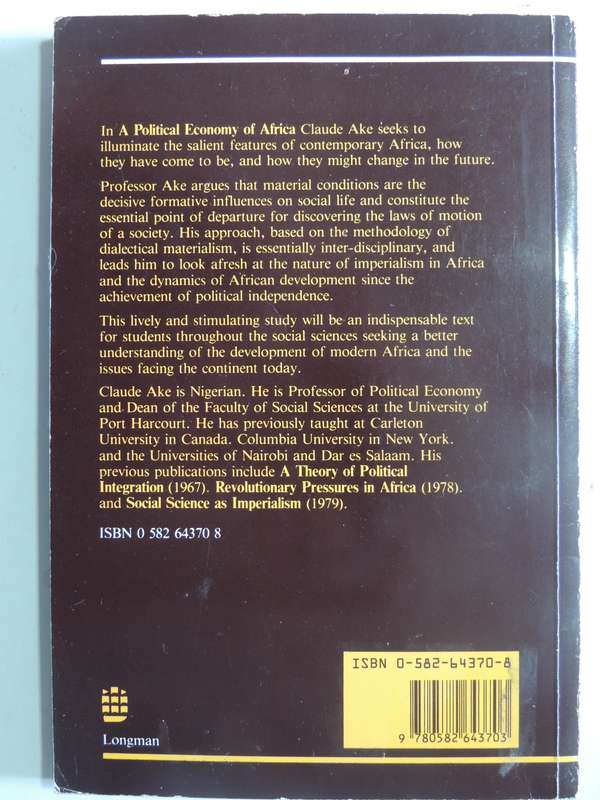 In A Political Economy of Africa Claude Ake seeks to
illuminate the salient features of contemporary Africa, how
they have come to be, and how they might change in the future.
Professor Ake argues that material conditions are the
decisive formative influences on social life and constitute the
essential point of departure for discovering the laws of motion
of a society. His approach, based on the methodology of
dialectical materialism, is essentially inter-disciplinary, and
leads him to look afresh at the nature of imperialism in Africa
and the dynamics of African development since the
achievement of political independence.
This lively and stimulating study will be an indispensable text
for students throughout the social sciences seeking a better
understanding of the development of modern Africa and the
issues facing the continent today.
Claude Ake is Nigerian. He is Professor of Political Economy
and Dean of the Faculty of Social Sciences at the University of
Port Harcourt. He has previously taught at Carleton
University in Canada. Columbia University in New York.
and the Universities of Nairobi and Dar es Salaam. His
previous publications include A Theory of Political
Integration (1967). Revolutionary Pressures in Africa (1978).
and Social Science as Imperialism (1979).
ISBN 0 582 64370 8
ISBN 0-582-64370-8
9 780582 643703
Longman